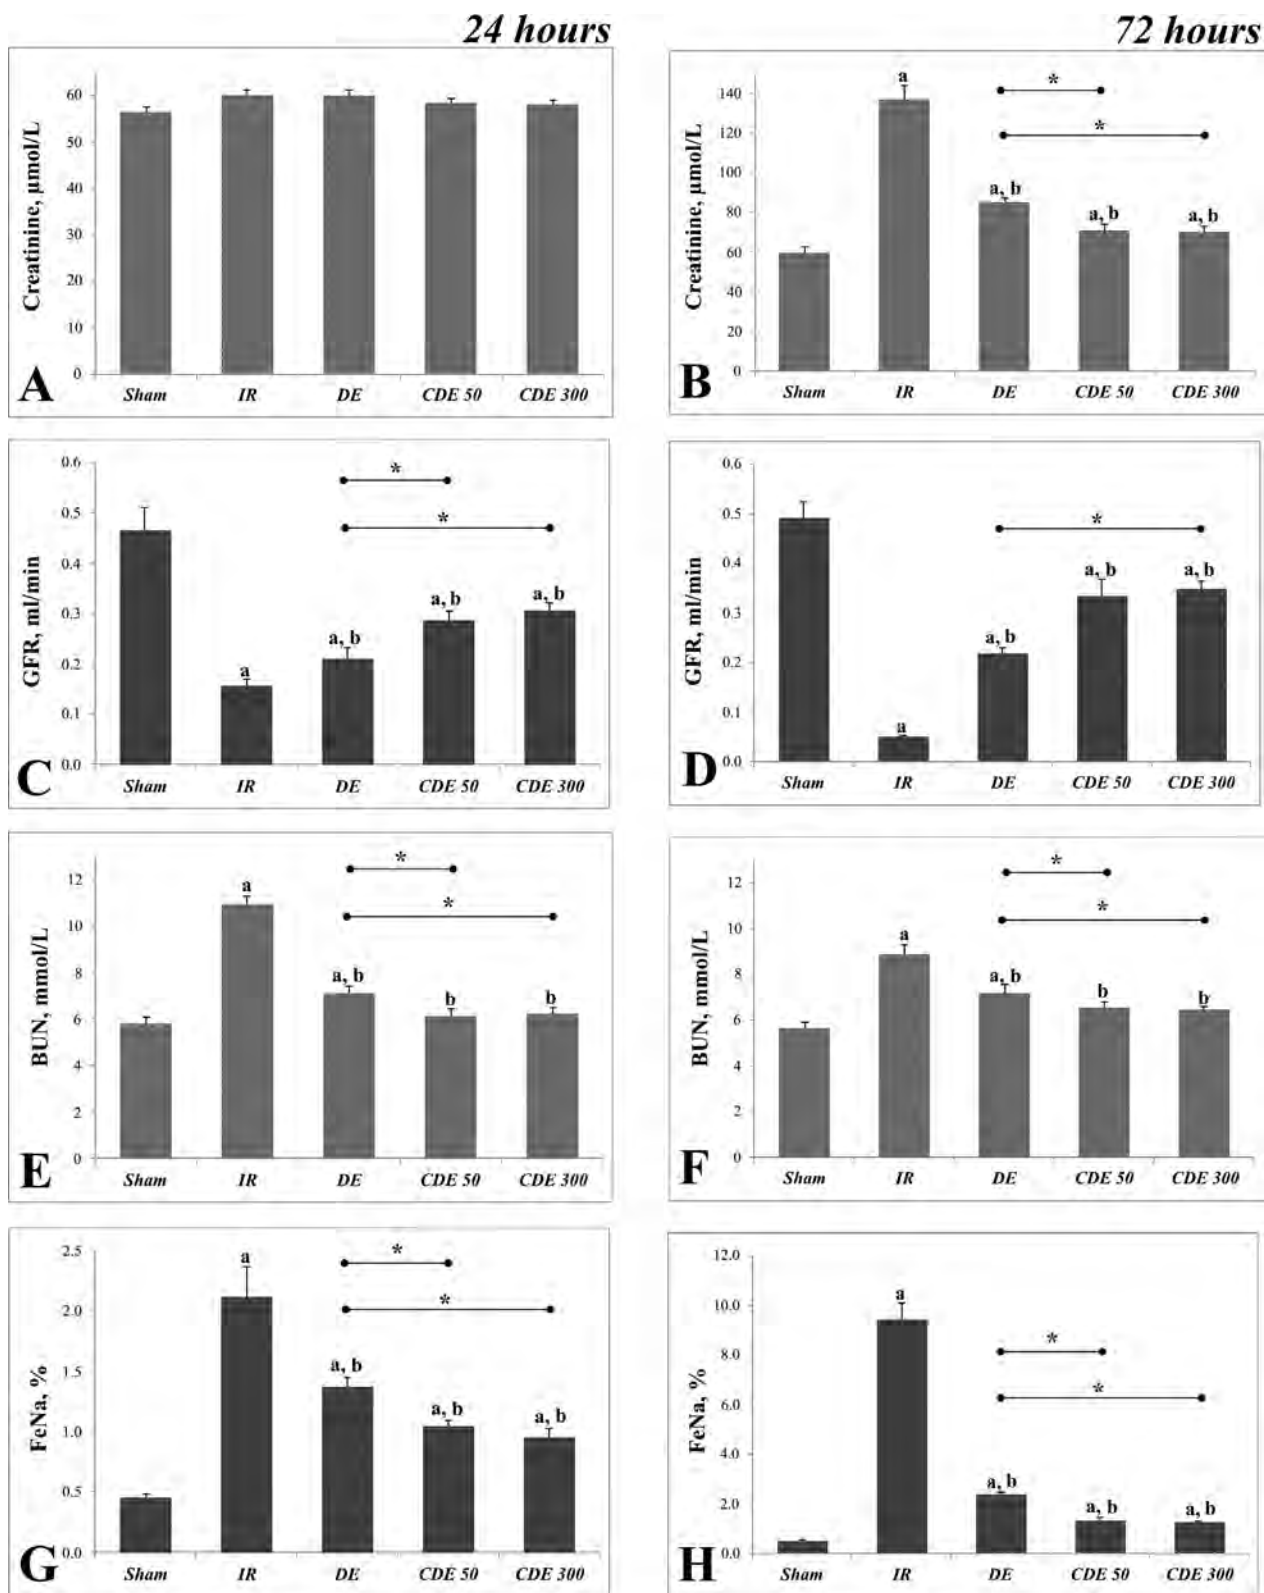 24 hours
72 hours
Creatinine, µmol/L
60
50
40
30
20
10
0
A
Sham IR DE CDE 50 CDE 300
Creatinine, µmol/L
140
120
100
80
60
40
20
0
a
*
*
a, b
a, b
a, b
B
Sham IR DE CDE 50 CDE 300
GFR, ml/min
0.6
0.5
0.4
0.3
0.2
0.1
0.0
*
*
a
a, b
a, b
a, b
C
Sham IR DE CDE 50 CDE 300
GFR, ml/min
0.6
0.5
0.4
0.3
0.2
0.1
0.0
*
a
a, b
a, b
a, b
D
Sham IR DE CDE 50 CDE 300
BUN, mmol/L
12
10
8
6
4
2
0
*
*
a
a, b
b
b
E
Sham IR DE CDE 50 CDE 300
BUN, mmol/L
12
10
8
6
4
2
0
*
*
a
a, b
b
b
F
Sham IR DE CDE 50 CDE 300
FeNa, %
2.5
2.0
1.5
1.0
0.5
0.0
*
*
a
a, b
a, b
a, b
G
Sham IR DE CDE 50 CDE 300
FeNa, %
12.0
10.0
8.0
6.0
4.0
2.0
0.0
a
*
*
a, b
a, b
a, b
H
Sham IR DE CDE 50 CDE 300